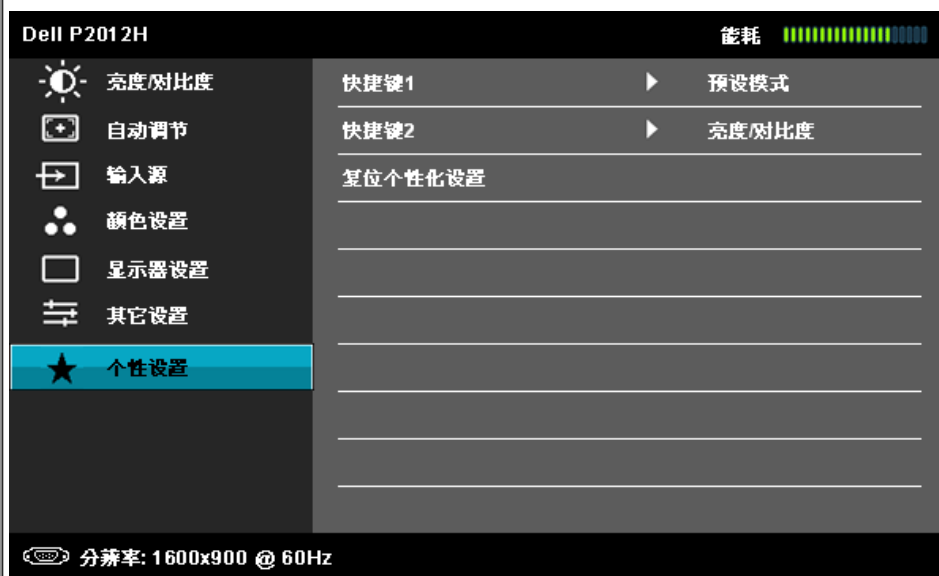 Dell P2012H 能耗
亮度/对比度
自动调节
输入源
颜色设置
显示器设置
其它设置
个性设置
快捷键1 预设模式
快捷键2 亮度/对比度
复位个性化设置
分辨率: 1600x900 @ 60Hz